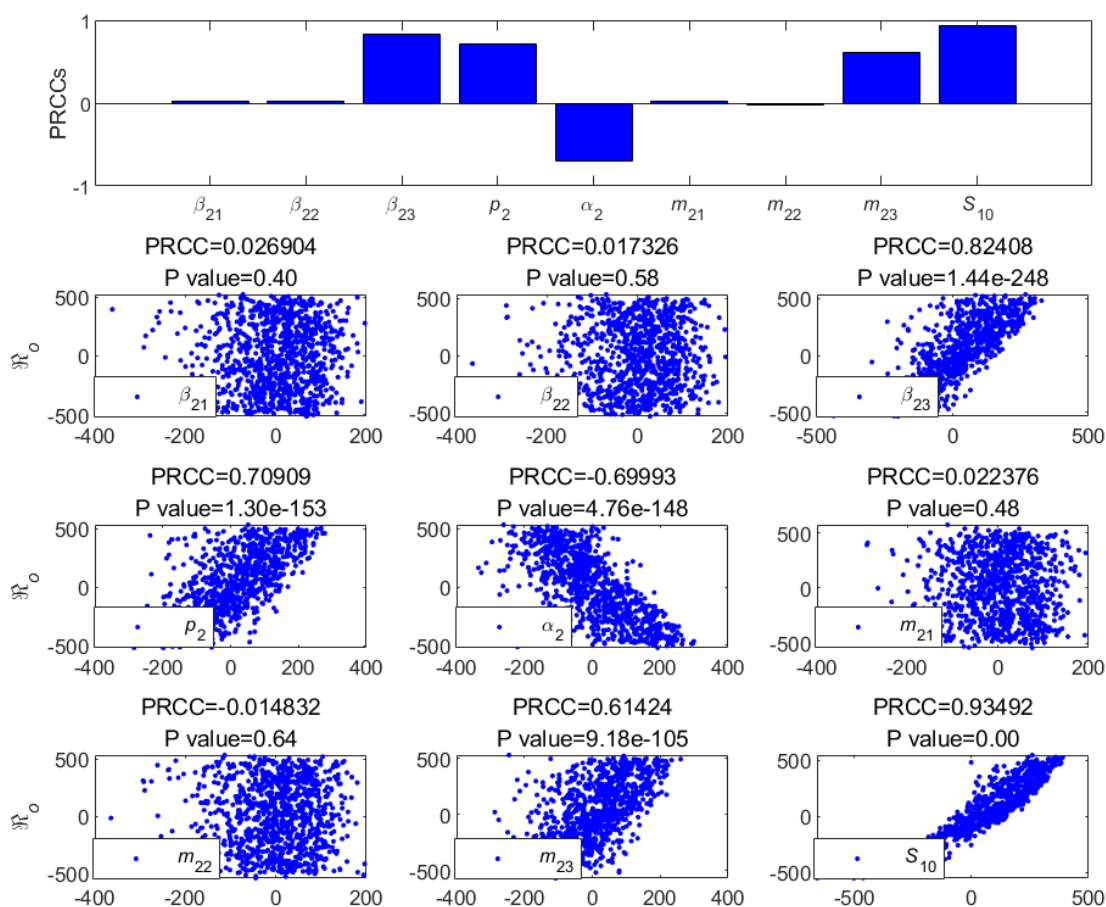 1
0
-1
PRCCs
β21 β22 β23 p2 α2 m21 m22 m23 S10
PRCC=0.026904 PRCC=0.017326 PRCC=0.82408
P value=0.40 P value=0.58 P value=1.44e-248
500 500 500
ℜo 0 0 0
β21 β22 β23
-500 -500 -500
-400 -200 0 200 -400 -200 0 200 -500 0 500
PRCC=0.70909 PRCC=-0.69993 PRCC=0.022376
P value=1.30e-153 P value=4.76e-148 P value=0.48
500 500 500
ℜo 0 0 0
p2 α2 m21
-500 -500 -500
-400 -200 0 200 400 -400 -200 0 200 400 -400 -200 0 200
PRCC=-0.014832 PRCC=0.61424 PRCC=0.93492
P value=0.64 P value=9.18e-105 P value=0.00
500 500 500
ℜo 0 0 0
m22 m23 S10
-500 -500 -500
-400 -200 0 200 -400 -200 0 200 400 -500 0 500